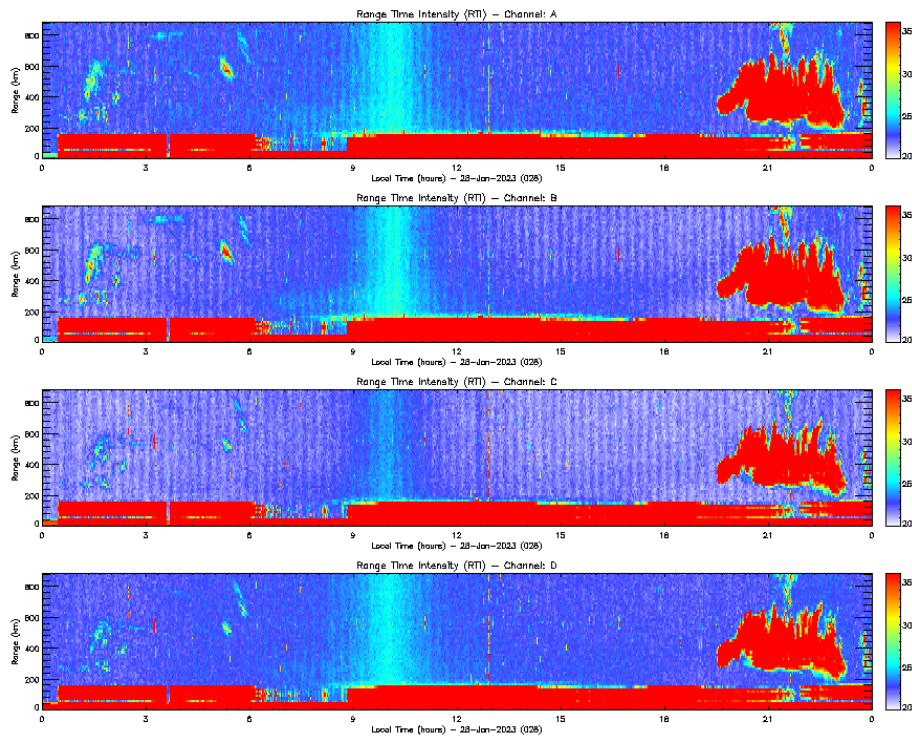 Range Time Intensity (RTI) – Channel: A
Range (km)
800
600
400
200
0
0 3 6 9 12 15 18 21 0
Local Time (hours) – 28-Jan-2023 (028)
35
30
25
20
Range Time Intensity (RTI) – Channel: B
Range (km)
800
600
400
200
0
0 3 6 9 12 15 18 21 0
Local Time (hours) – 28-Jan-2023 (028)
35
30
25
20
Range Time Intensity (RTI) – Channel: C
Range (km)
800
600
400
200
0
0 3 6 9 12 15 18 21 0
Local Time (hours) – 28-Jan-2023 (028)
35
30
25
20
Range Time Intensity (RTI) – Channel: D
Range (km)
800
600
400
200
0
0 3 6 9 12 15 18 21 0
Local Time (hours) – 28-Jan-2023 (028)
35
30
25
20